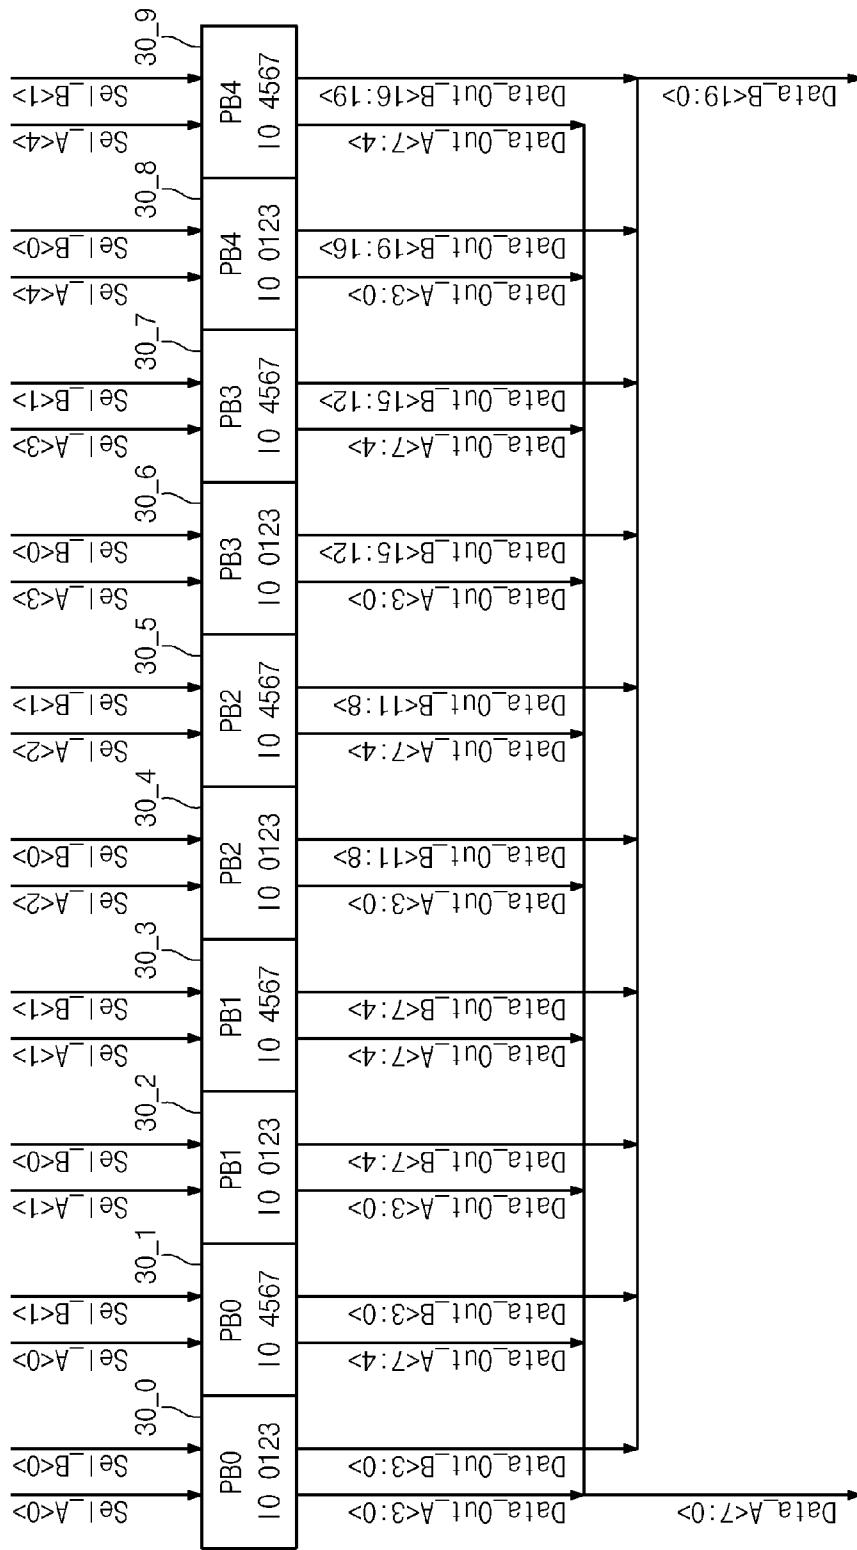 Sel_A<0>
Sel_B<0>
30_0
PB0
IO 0123
Data_Out_A<3:0>
Data_Out_B<3:0>
Sel_A<0>
Sel_B<1>
30_1
PB0
IO 4567
Data_Out_A<7:4>
Data_Out_B<3:0>
Sel_A<1>
Sel_B<0>
30_2
PB1
IO 0123
Data_Out_A<3:0>
Data_Out_B<7:4>
Sel_A<1>
Sel_B<1>
30_3
PB1
IO 4567
Data_Out_A<7:4>
Data_Out_B<7:4>
Sel_A<2>
Sel_B<0>
30_4
PB2
IO 0123
Data_Out_A<3:0>
Data_Out_B<11:8>
Sel_A<2>
Sel_B<1>
30_5
PB2
IO 4567
Data_Out_A<7:4>
Data_Out_B<11:8>
Sel_A<3>
Sel_B<0>
30_6
PB3
IO 0123
Data_Out_A<3:0>
Data_Out_B<15:12>
Sel_A<3>
Sel_B<1>
30_7
PB3
IO 4567
Data_Out_A<7:4>
Data_Out_B<15:12>
Sel_A<4>
Sel_B<0>
30_8
PB4
IO 0123
Data_Out_A<3:0>
Data_Out_B<19:16>
Sel_A<4>
Sel_B<1>
30_9
PB4
IO 4567
Data_Out_A<7:4>
Data_Out_B<16:19>
Data_A<7:0>
Data_B<19:0>